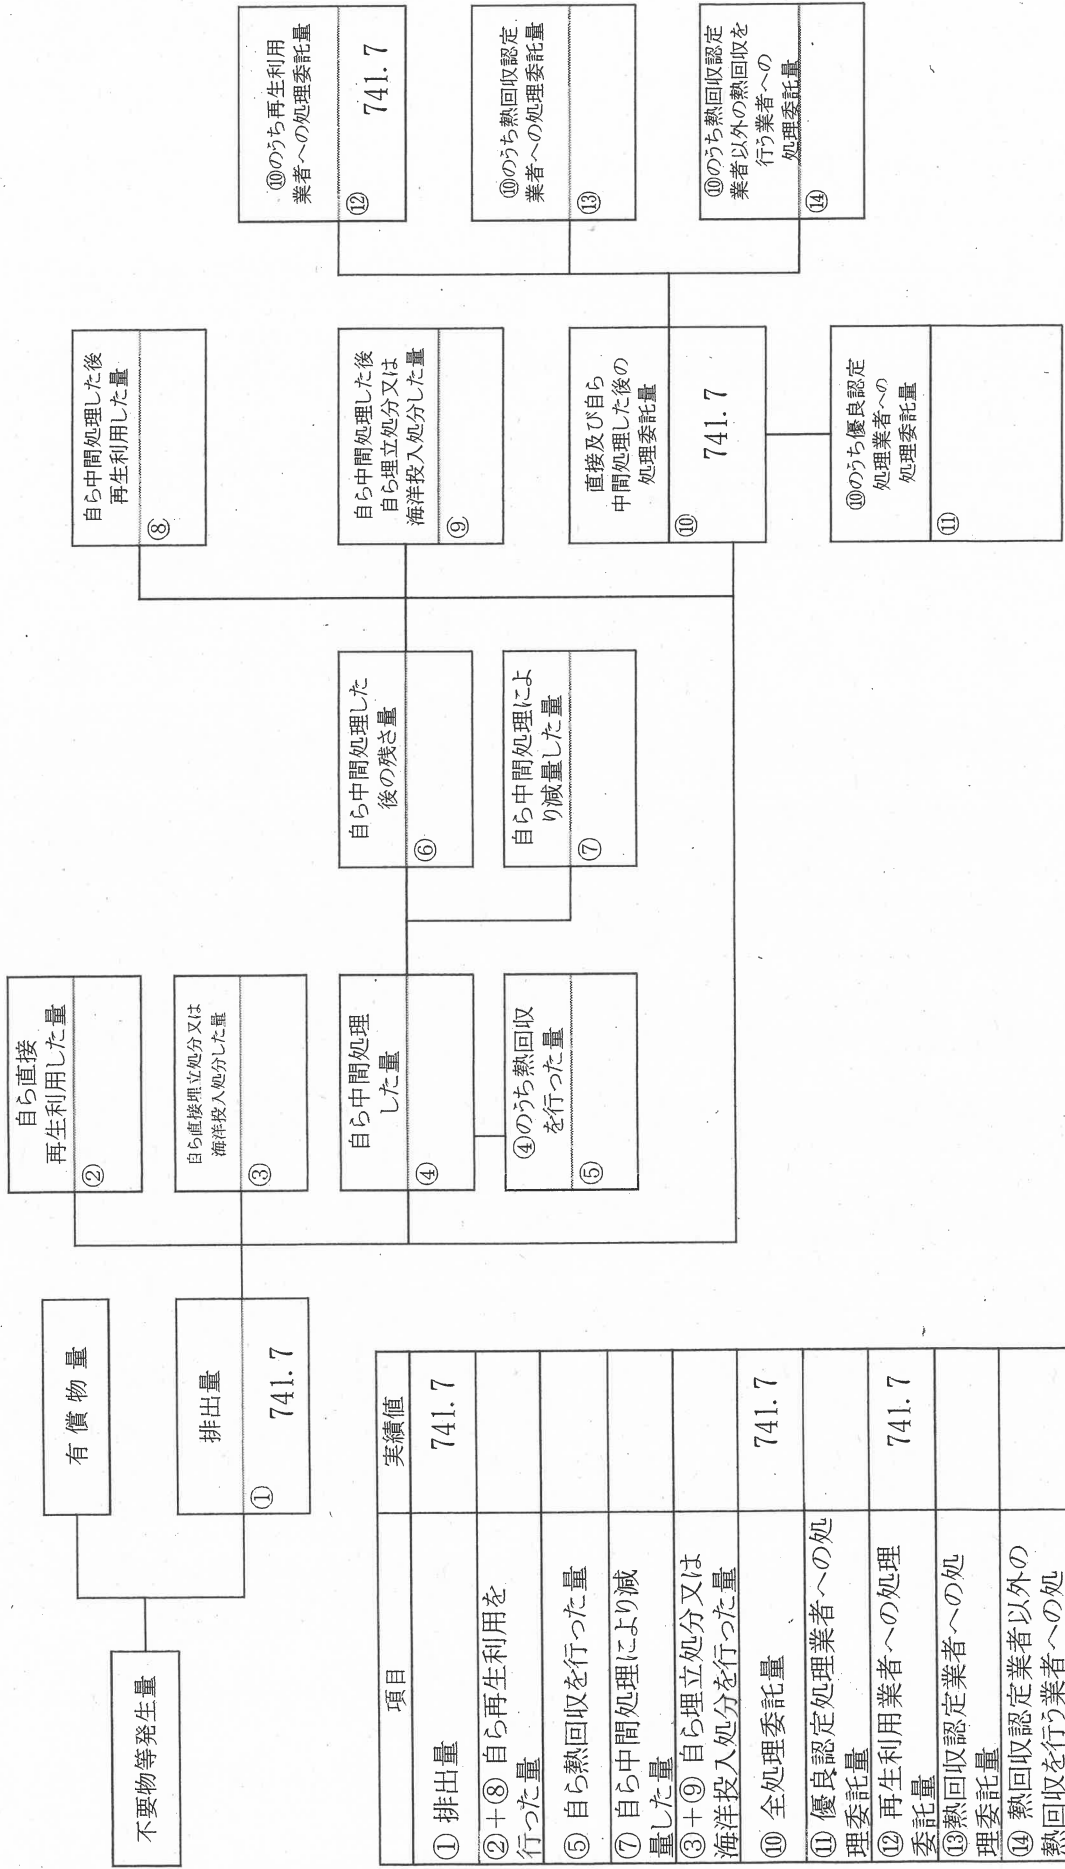 不要物等発生量
有償物量
排出量
①
741.7
自ら直接
再生利用した量
②
自ら直接埋立処分又は
海洋投入処分した量
③
自ら中間処理
した量
④
④のうち熱回収
を行った量
⑤
自ら中間処理した
後の残さ量
⑥
自ら中間処理によ
り減量した量
⑦
自ら中間処理した後
再生利用した量
⑧
自ら中間処理した後
自ら埋立処分又は
海洋投入処分した量
⑨
直接及び自ら
中間処理した後の
処理委託量
⑩
741.7
⑩のうち優良認定
処理業者への
処理委託量
⑪
⑩のうち再生利用
業者への処理委託量
⑫
741.7
⑩のうち熱回収認定
業者への処理委託量
⑬
⑩のうち熱回収認定
業者以外の熱回収を
行う業者への
処理委託量
⑭
項目 実績値
①排出量 741.7
②+⑧ 自ら再生利用を
行った量
⑤ 自ら熱回収を行った量
⑦ 自ら中間処理により減
量した量
③+⑨ 自ら埋立処分又は
海洋投入処分を行った量
⑩ 全処理委託量 741.7
⑪ 優良認定処理業者への処
理委託量
⑫ 再生利用業者への処理
委託量 741.7
⑬熱回収認定業者への処
理委託量
⑭ 熱回収認定業者以外の
熱回収を行う業者への処